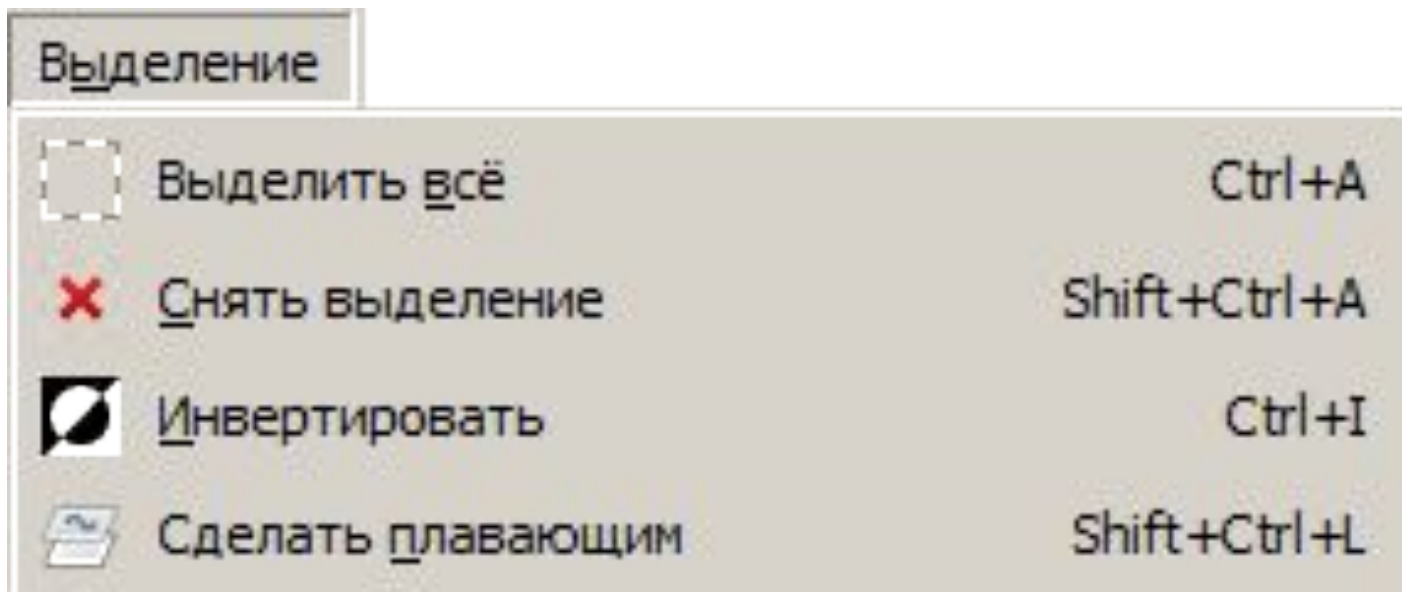 Выделение
Выделить всё Ctrl+A
Снять выделение Shift+Ctrl+A
Инвертировать Ctrl+I
Сделать плавающим Shift+Ctrl+L